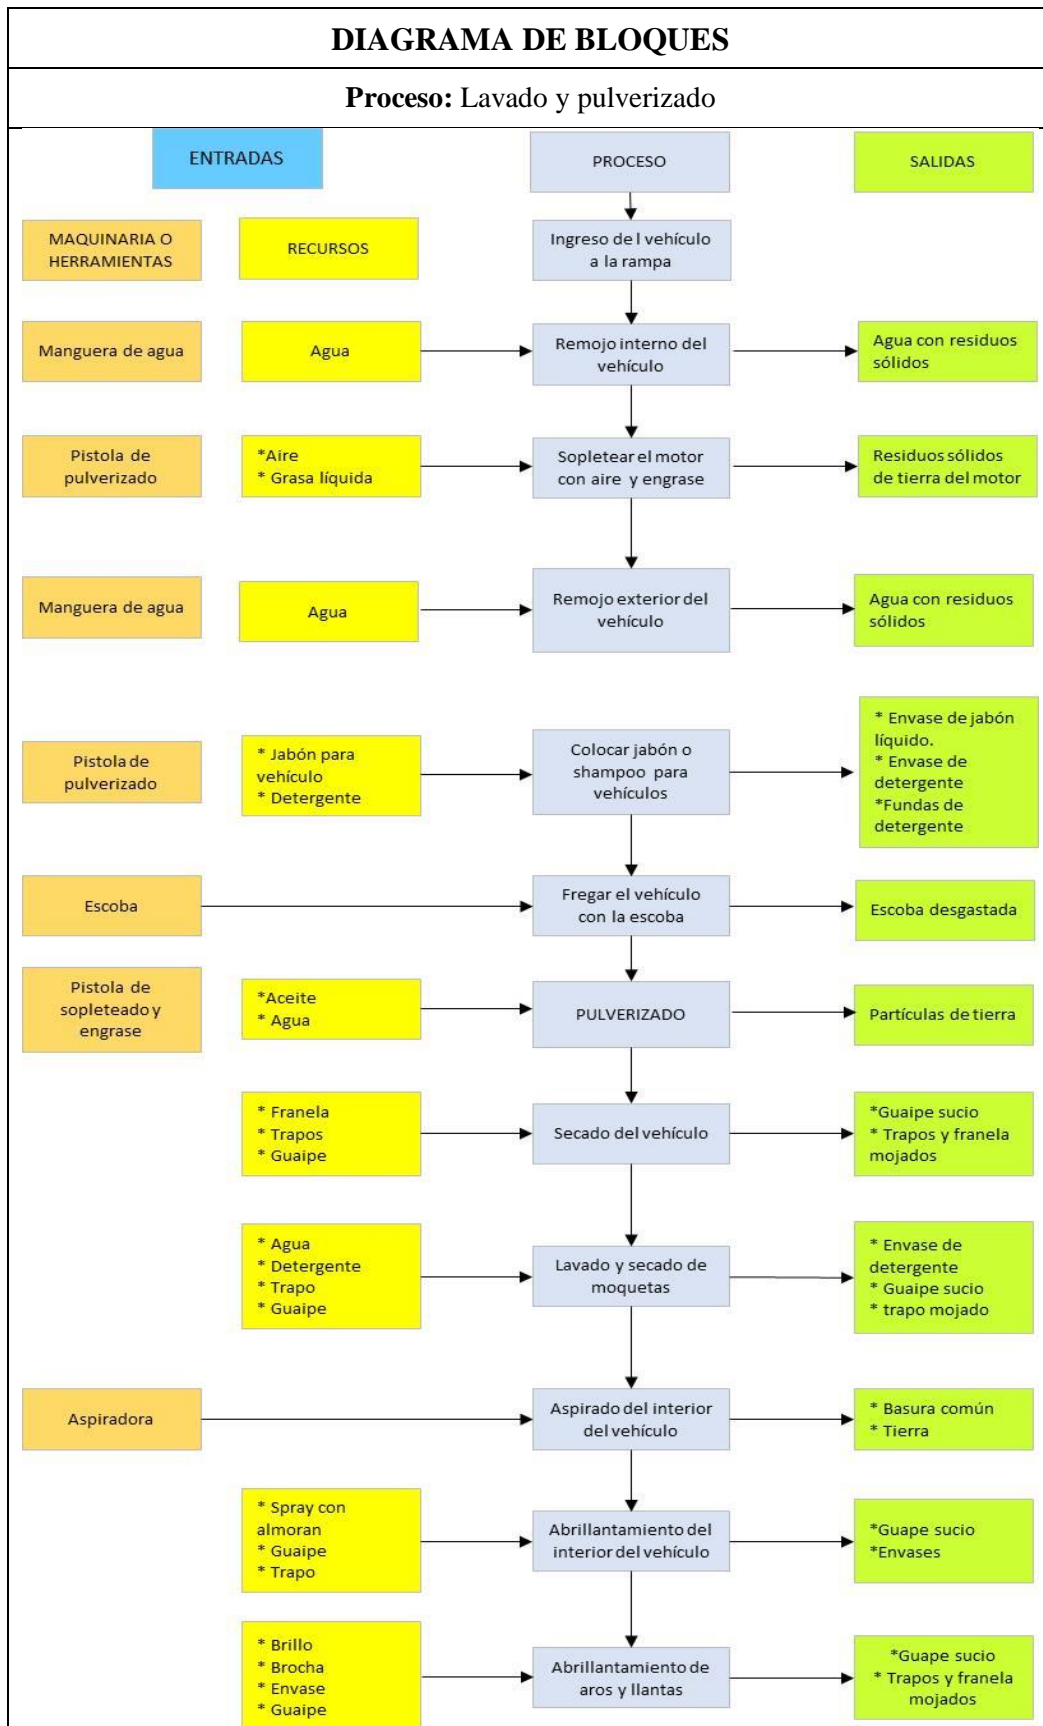 DIAGRAMA DE BLOQUES
Proceso: Lavado y pulverizado
ENTRADAS
PROCESO
SALIDAS
MAQUINARIA O
HERRAMIENTAS
RECURSOS
Ingreso de l vehículo
a la rampa
Manguera de agua
Agua
Remojo interno del
vehículo
Agua con residuos
sólidos
Pistola de
pulverizado
*Aire
* Grasa líquida
Sopletear el motor
con aire y engrase
Residuos sólidos
de tierra del motor
Manguera de agua
Agua
Remojo exterior del
vehículo
Agua con residuos
sólidos
Pistola de
pulverizado
* Jabón para
vehículo
* Detergente
Colocar jabón o
shampoo para
vehículos
* Envase de jabón
líquido.
* Envase de
detergente
*Fundas de
detergente
Escoba
Fregar el vehículo
con la escoba
Escoba desgastada
Pistola de
sopleteado y
engrase
*Aceite
* Agua
PULVERIZADO
Partículas de tierra
* Franela
* Trapos
* Guaipe
Secado del vehículo
*Guaipe sucio
* Trapos y franela
mojados
* Agua
* Detergente
* Trapo
* Guaipe
Lavado y secado de
moquetas
* Envase de
detergente
* Guaipe sucio
* trapo mojado
Aspiradora
Aspirado del interior
del vehículo
* Basura común
* Tierra
* Spray con
almoran
* Guaipe
* Trapo
Abrillantamiento del
interior del vehículo
*Guape sucio
*Envases
* Brillo
* Brocha
* Envase
* Guaipe
Abrillantamiento de
aros y llantas
*Guape sucio
* Trapos y franela
mojados